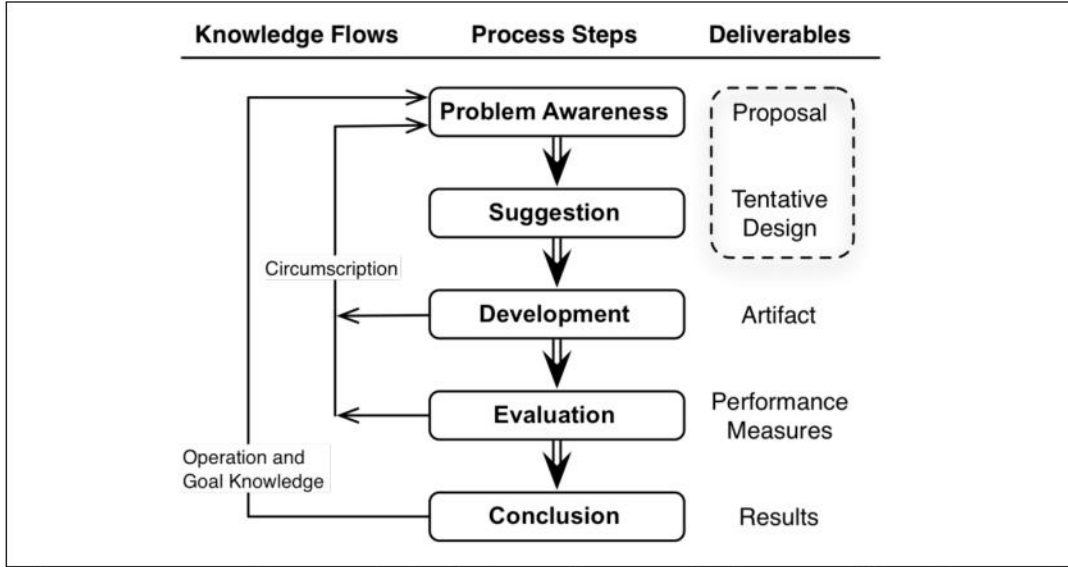 Knowledge Flows Process Steps Deliverables
Problem Awareness Proposal
Suggestion Tentative
Design
Circumscription
Development Artifact
Evaluation Performance
Measures
Operation and
Goal Knowledge
Conclusion Results